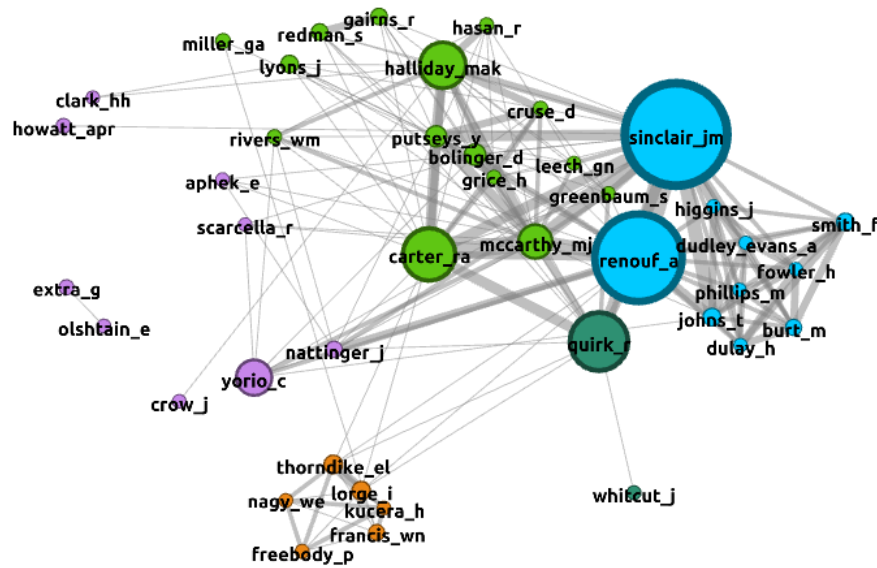 gairns_r
hasan_r
redman_s
miller_ga
lyons_j
halliday_mak
clark_hh
cruse_d
howatt_apr
rivers_wm
putseys_y
sinclair_jm
bolinger_d
leech_gn
aphek_e
grice_h
greenbaum_s
higgins_j
smith_f
scarcella_r
mccarthy_mj
dudley_evans_a
carter_ra
renouf_a
fowler_h
extra_g
phillips_m
olshtain_e
johns_t
burt_m
nattinger_j
quirk_r
dulay_h
yorio_c
crow_j
thorndike_el
lorge_i
whitcut_j
nagy_we
kucera_h
francis_wn
freebody_p